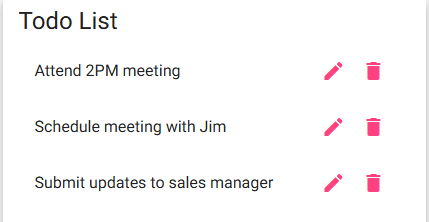 Todo List
Attend 2PM meeting
Schedule meeting with Jim
Submit updates to sales manager